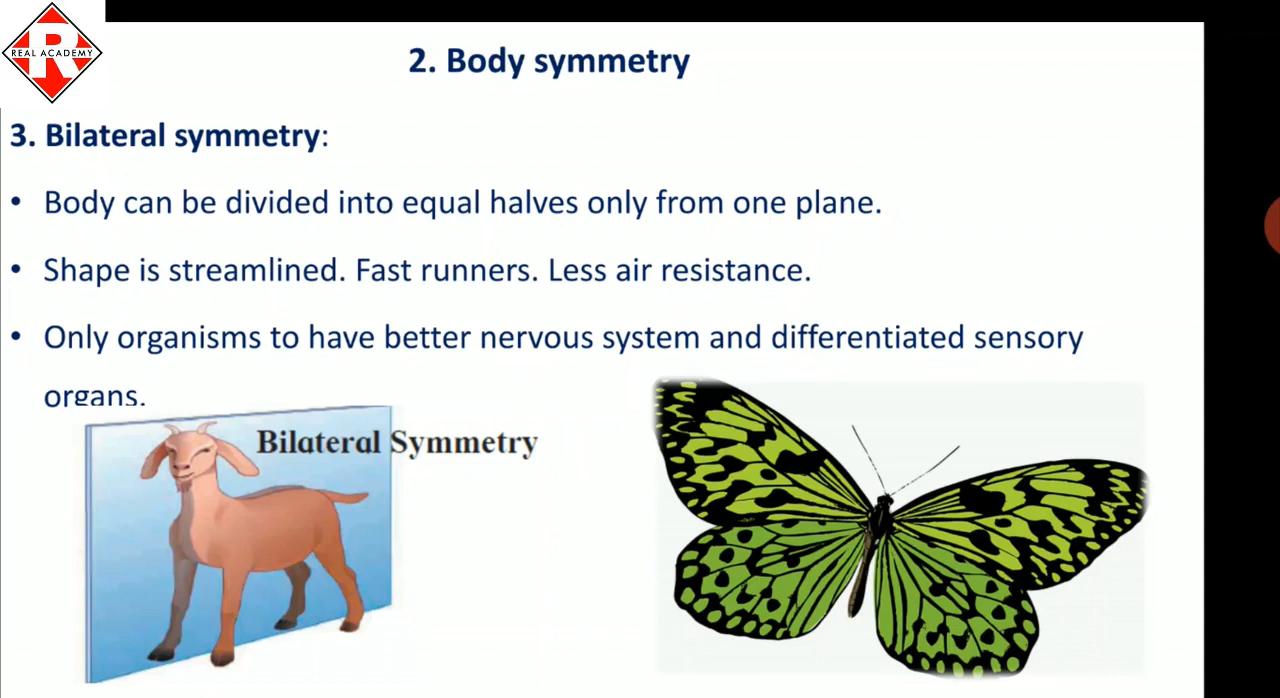 REAL ACADEMY
R
2. Body symmetry
3. Bilateral symmetry:
• Body can be divided into equal halves only from one plane.
• Shape is streamlined. Fast runners. Less air resistance.
• Only organisms to have better nervous system and differentiated sensory
organs.
Bilateral Symmetry